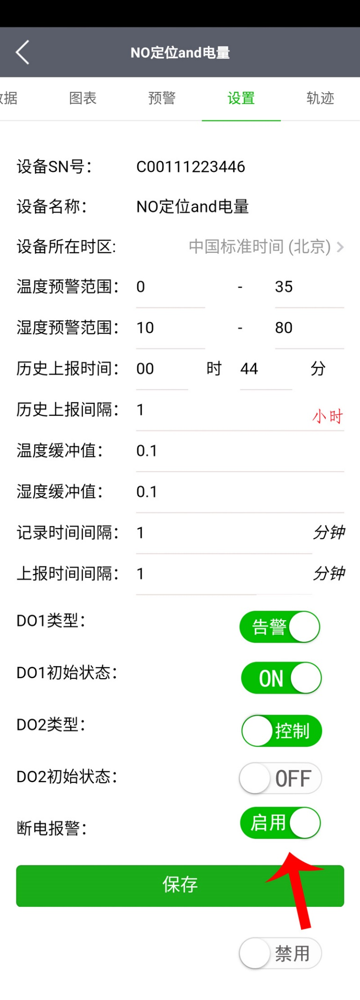 NO定位and电量
据 图表 预警 设置 轨迹
设备SN号： C00111223446
设备名称： NO定位and电量
设备所在时区: 中国标准时间 (北京)
温度预警范围： 0 - 35
湿度预警范围： 10 - 80
历史上报时间： 00 时 44 分
历史上报间隔： 1 小时
温度缓冲值： 0.1
湿度缓冲值： 0.1
记录时间间隔： 1 分钟
上报时间间隔： 1 分钟
DO1类型： 告警
DO1初始状态： ON
DO2类型： 控制
DO2初始状态： OFF
断电报警： 启用
保存
禁用